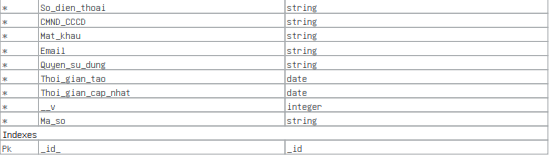 * So_dien_thoai string
* CMND_CCCD string
* Mat_khau string
* Email string
* Quyen_su_dung string
* Thoi_gian_tao date
* Thoi_gian_cap_nhat date
* __v integer
* Ma_so string
Indexes
Pk _id_ _id